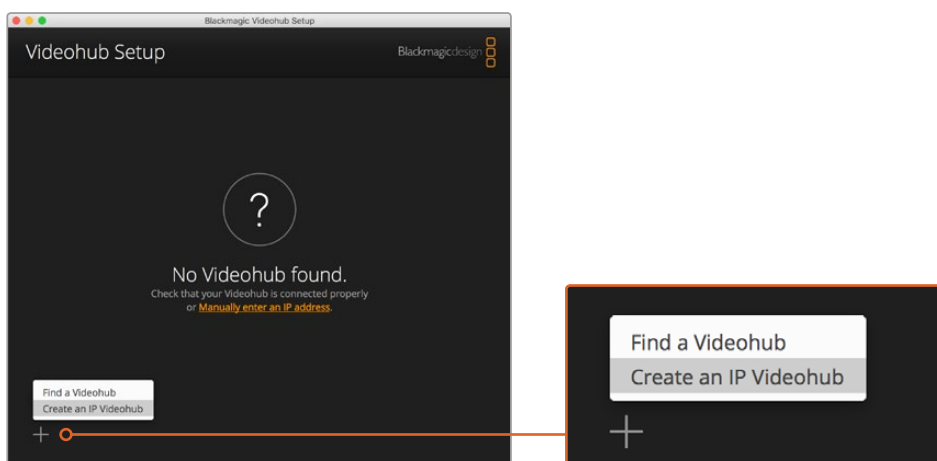 Blackmagic Videohub Setup
Videohub Setup
Blackmagicdesign
?
No Videohub found.
Check that your Videohub is connected properly
or Manually enter an IP address.
Find a Videohub
Create an IP Videohub
Find a Videohub
Create an IP Videohub